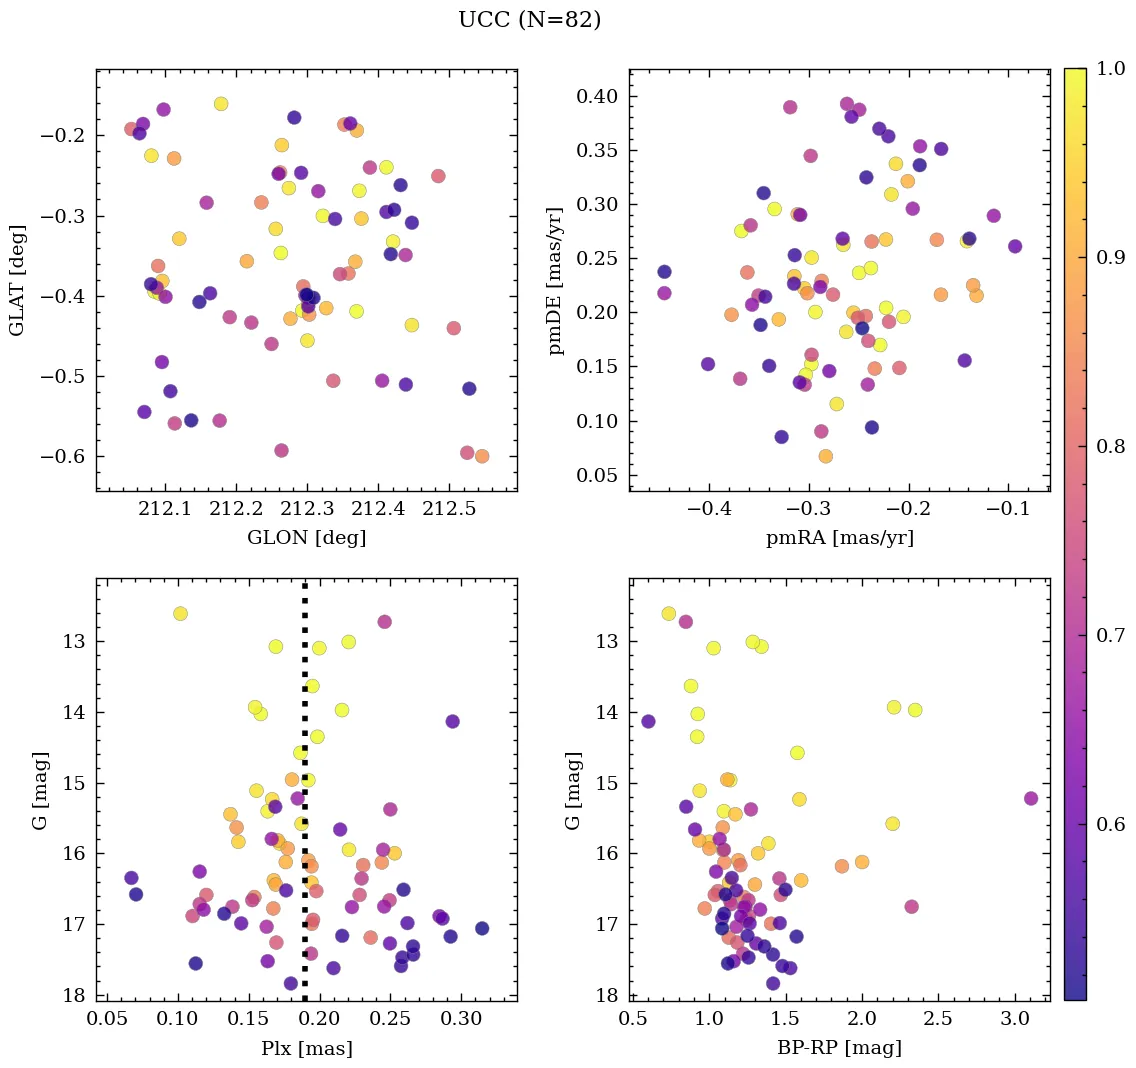 UCC (N=82)
−0.2
−0.3
−0.4
−0.5
−0.6
GLAT [deg]
212.1 212.2 212.3 212.4 212.5
GLON [deg]
0.40
0.35
0.30
0.25
0.20
0.15
0.10
0.05
pmDE [mas/yr]
−0.4 −0.3 −0.2 −0.1
pmRA [mas/yr]
13
14
15
16
17
18
G [mag]
0.05 0.10 0.15 0.20 0.25 0.30
Plx [mas]
13
14
15
16
17
18
G [mag]
0.5 1.0 1.5 2.0 2.5 3.0
BP-RP [mag]
1.0
0.9
0.8
0.7
0.6